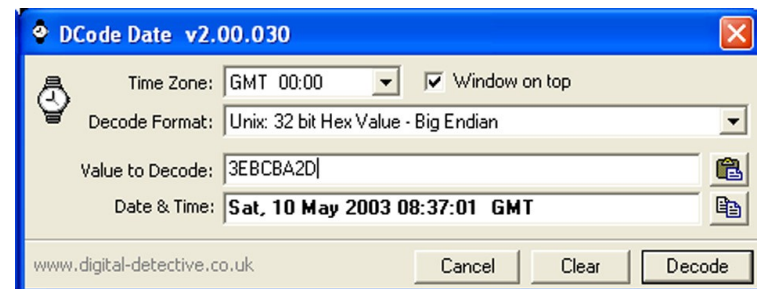 DCode Date v2.00.030
Time Zone: GMT 00:00 Window on top
Decode Format: Unix: 32 bit Hex Value - Big Endian
Value to Decode: 3EBCBA2D
Date & Time: Sat, 10 May 2003 08:37:01 GMT
www.digital-detective.co.uk Cancel Clear Decode